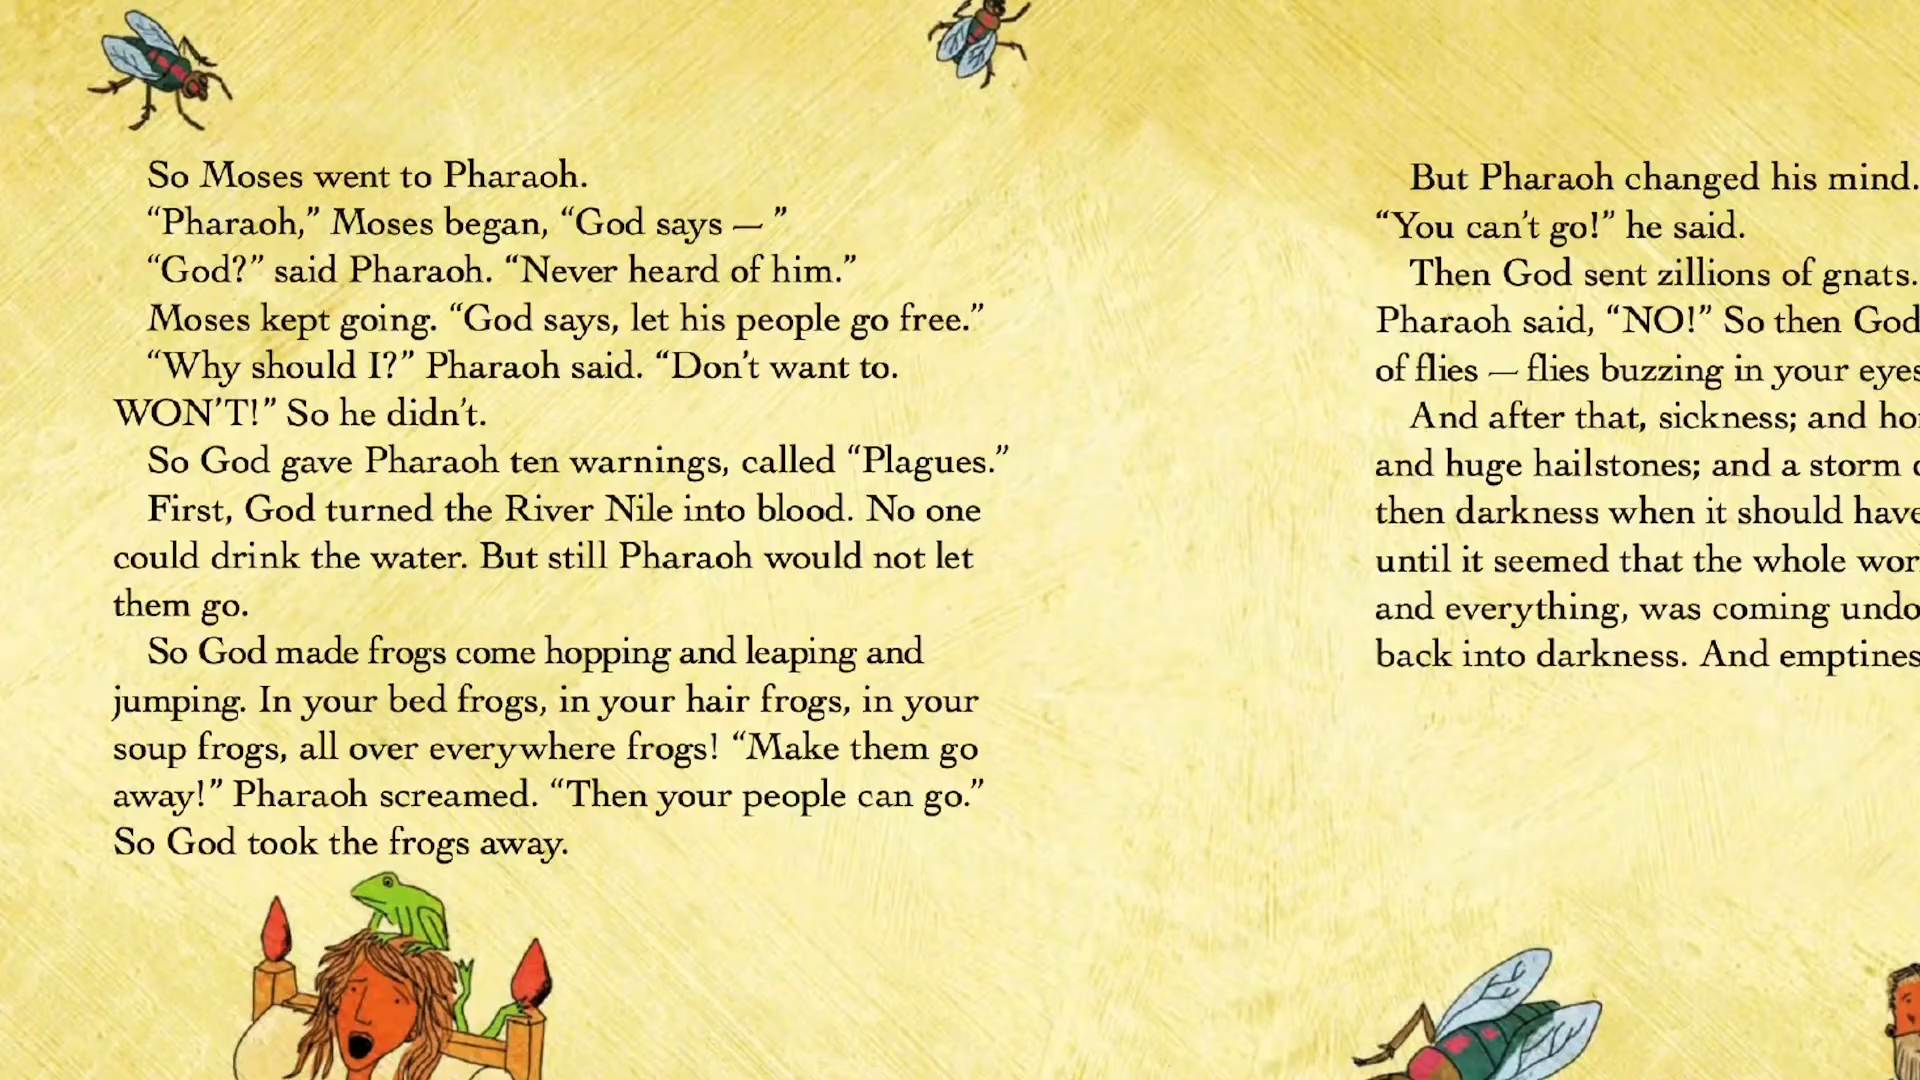 So Moses went to Pharaoh.
“Pharaoh,” Moses began, “God says — ”
“God?” said Pharaoh. “Never heard of him.”
Moses kept going. “God says, let his people go free.”
“Why should I?” Pharaoh said. “Don’t want to.
WON’T!” So he didn’t.
So God gave Pharaoh ten warnings, called “Plagues.”
First, God turned the River Nile into blood. No one
could drink the water. But still Pharaoh would not let
them go.
So God made frogs come hopping and leaping and
jumping. In your bed frogs, in your hair frogs, in your
soup frogs, all over everywhere frogs! “Make them go
away!” Pharaoh screamed. “Then your people can go.”
So God took the frogs away.
But Pharaoh changed his mind.
“You can’t go!” he said.
Then God sent zillions of gnats.
Pharaoh said, “NO!” So then God
of flies — flies buzzing in your eyes
And after that, sickness; and
and huge hailstones; and a storm
then darkness when it should have
until it seemed that the whole
and everything, was coming
back into darkness. And